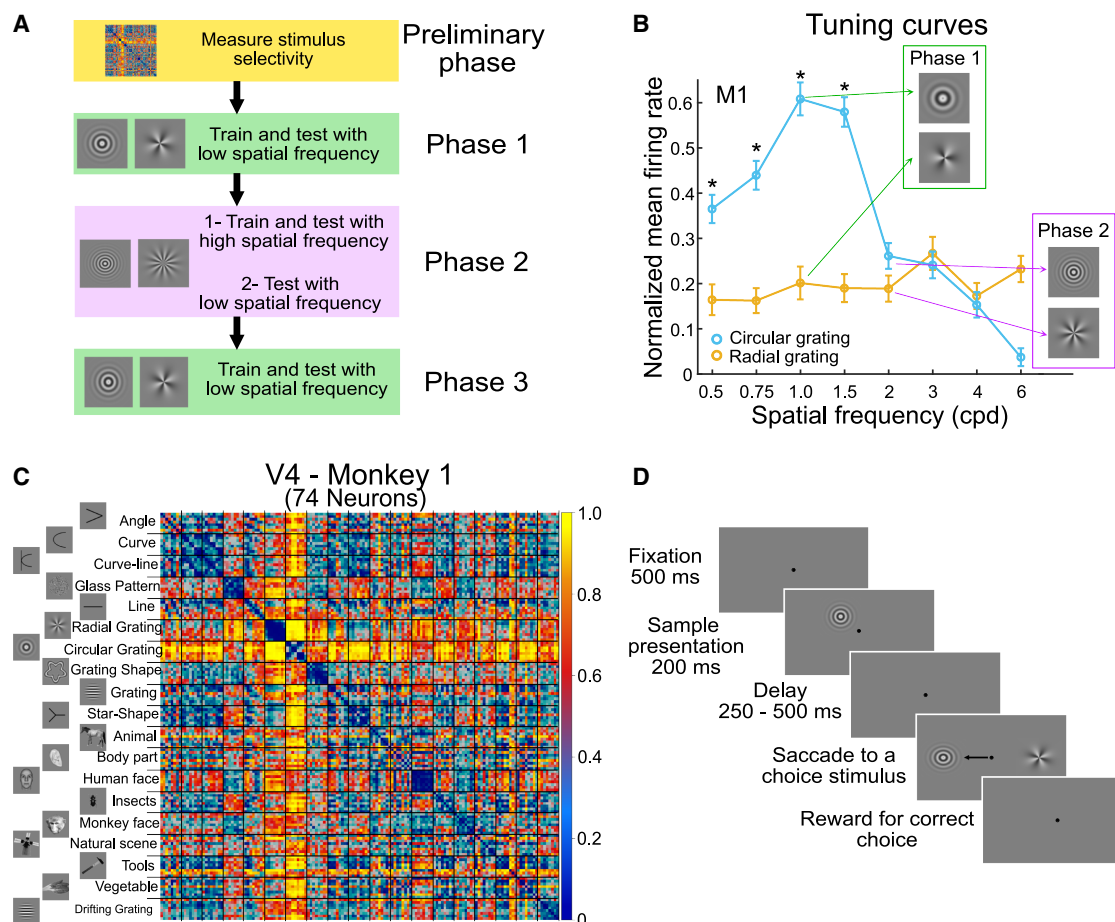 A
Measure stimulus
selectivity
Preliminary
phase
Train and test with
low spatial frequency
Phase 1
1- Train and test with
high spatial frequency
2- Test with
low spatial frequency
Phase 2
Train and test with
low spatial frequency
Phase 3
B
Tuning curves
M1
Phase 1
Phase 2
Normalized mean firing rate
0.6
0.5
0.4
0.3
0.2
0.1
0
* * * *
Circular grating
Radial grating
0.5 0.75 1.0 1.5 2 3 4 6
Spatial frequency (cpd)
C
V4 - Monkey 1
(74 Neurons)
Angle
Curve
Curve-line
Glass Pattern
Line
Radial Grating
Circular Grating
Grating Shape
Grating
Star-Shape
Animal
Body part
Human face
Insects
Monkey face
Natural scene
Tools
Vegetable
Drifting Grating
1.0
0.8
0.6
0.4
0.2
0
D
Fixation
500 ms
Sample
presentation
200 ms
Delay
250 - 500 ms
Saccade to a
choice stimulus
Reward for correct
choice